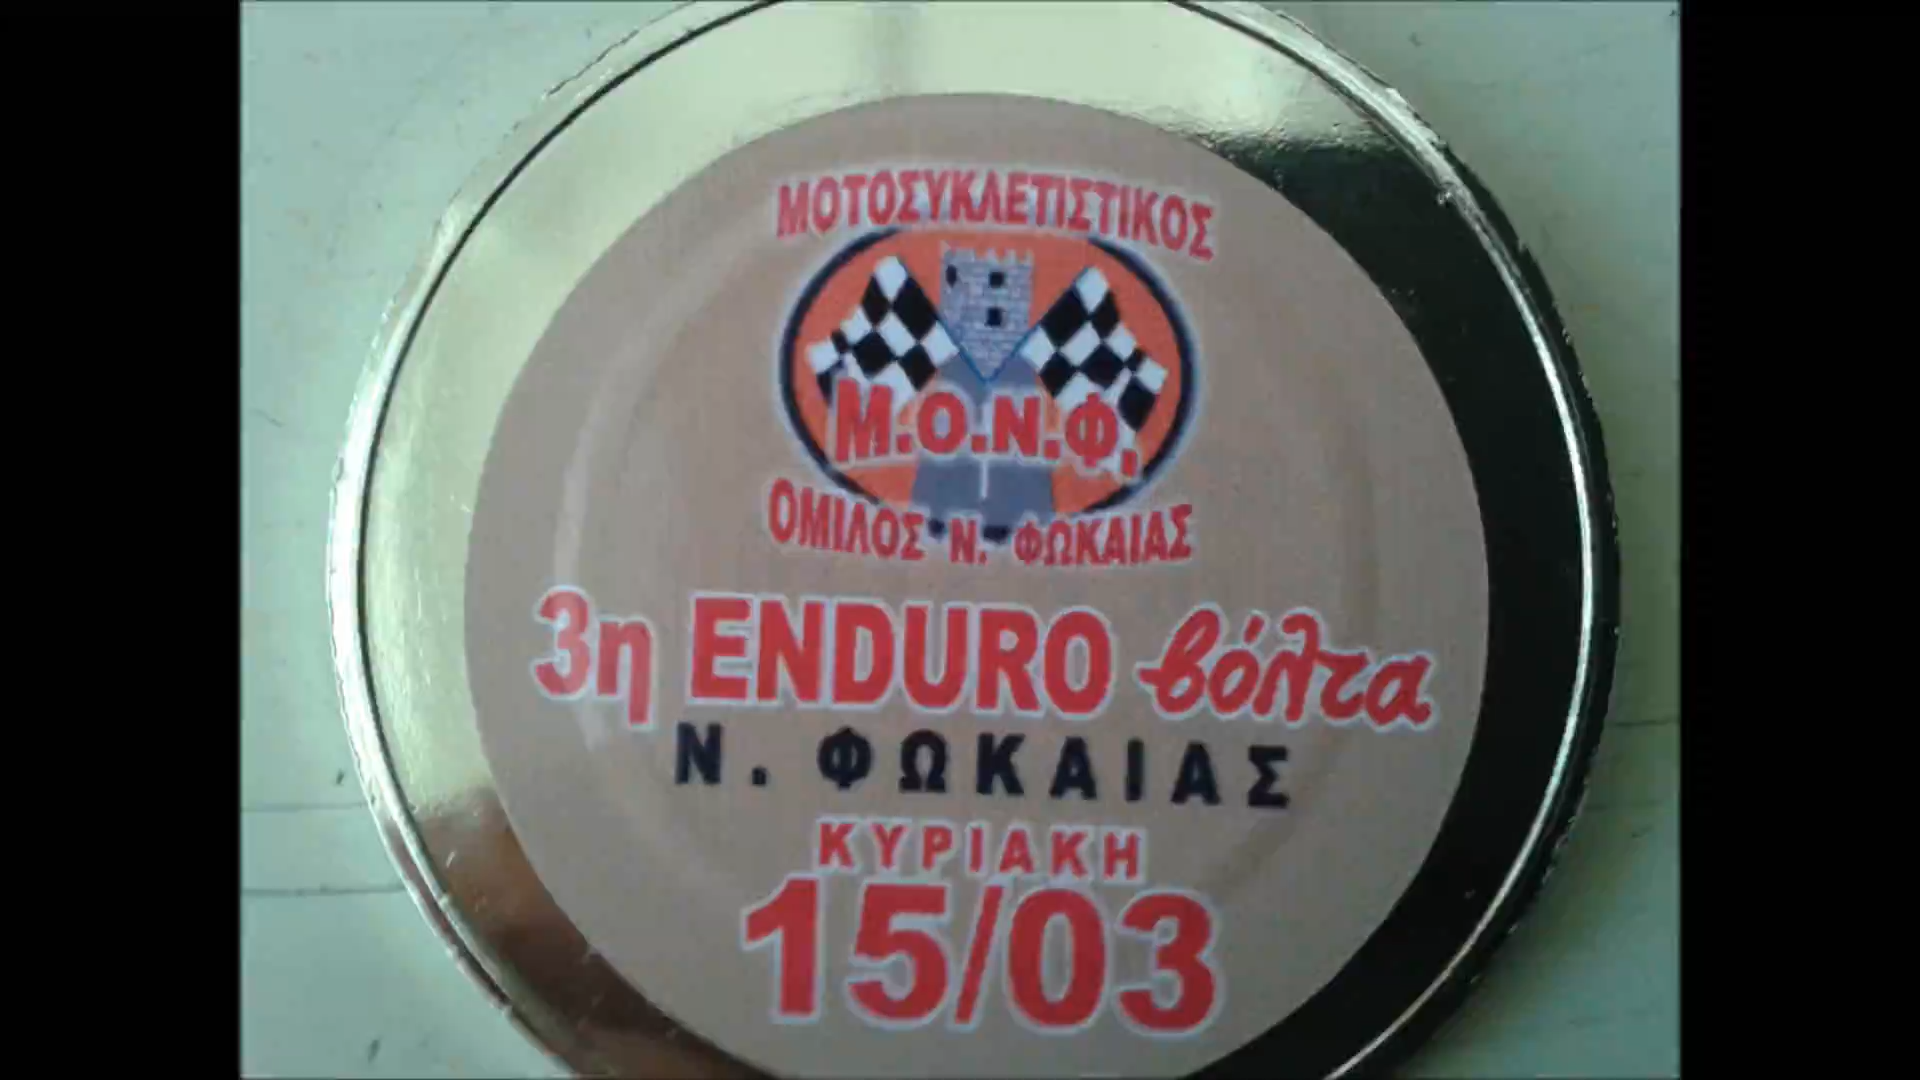 ΜΟΤΟΣΥΚΛΕΤΙΣΤΙΚΟΣ
Μ.Ο.Ν.Φ.
ΟΜΙΛΟΣ Ν. ΦΩΚΑΙΑΣ
3η ENDURO βόλτα
Ν. ΦΩΚΑΙΑΣ
ΚΥΡΙΑΚΗ
15/03